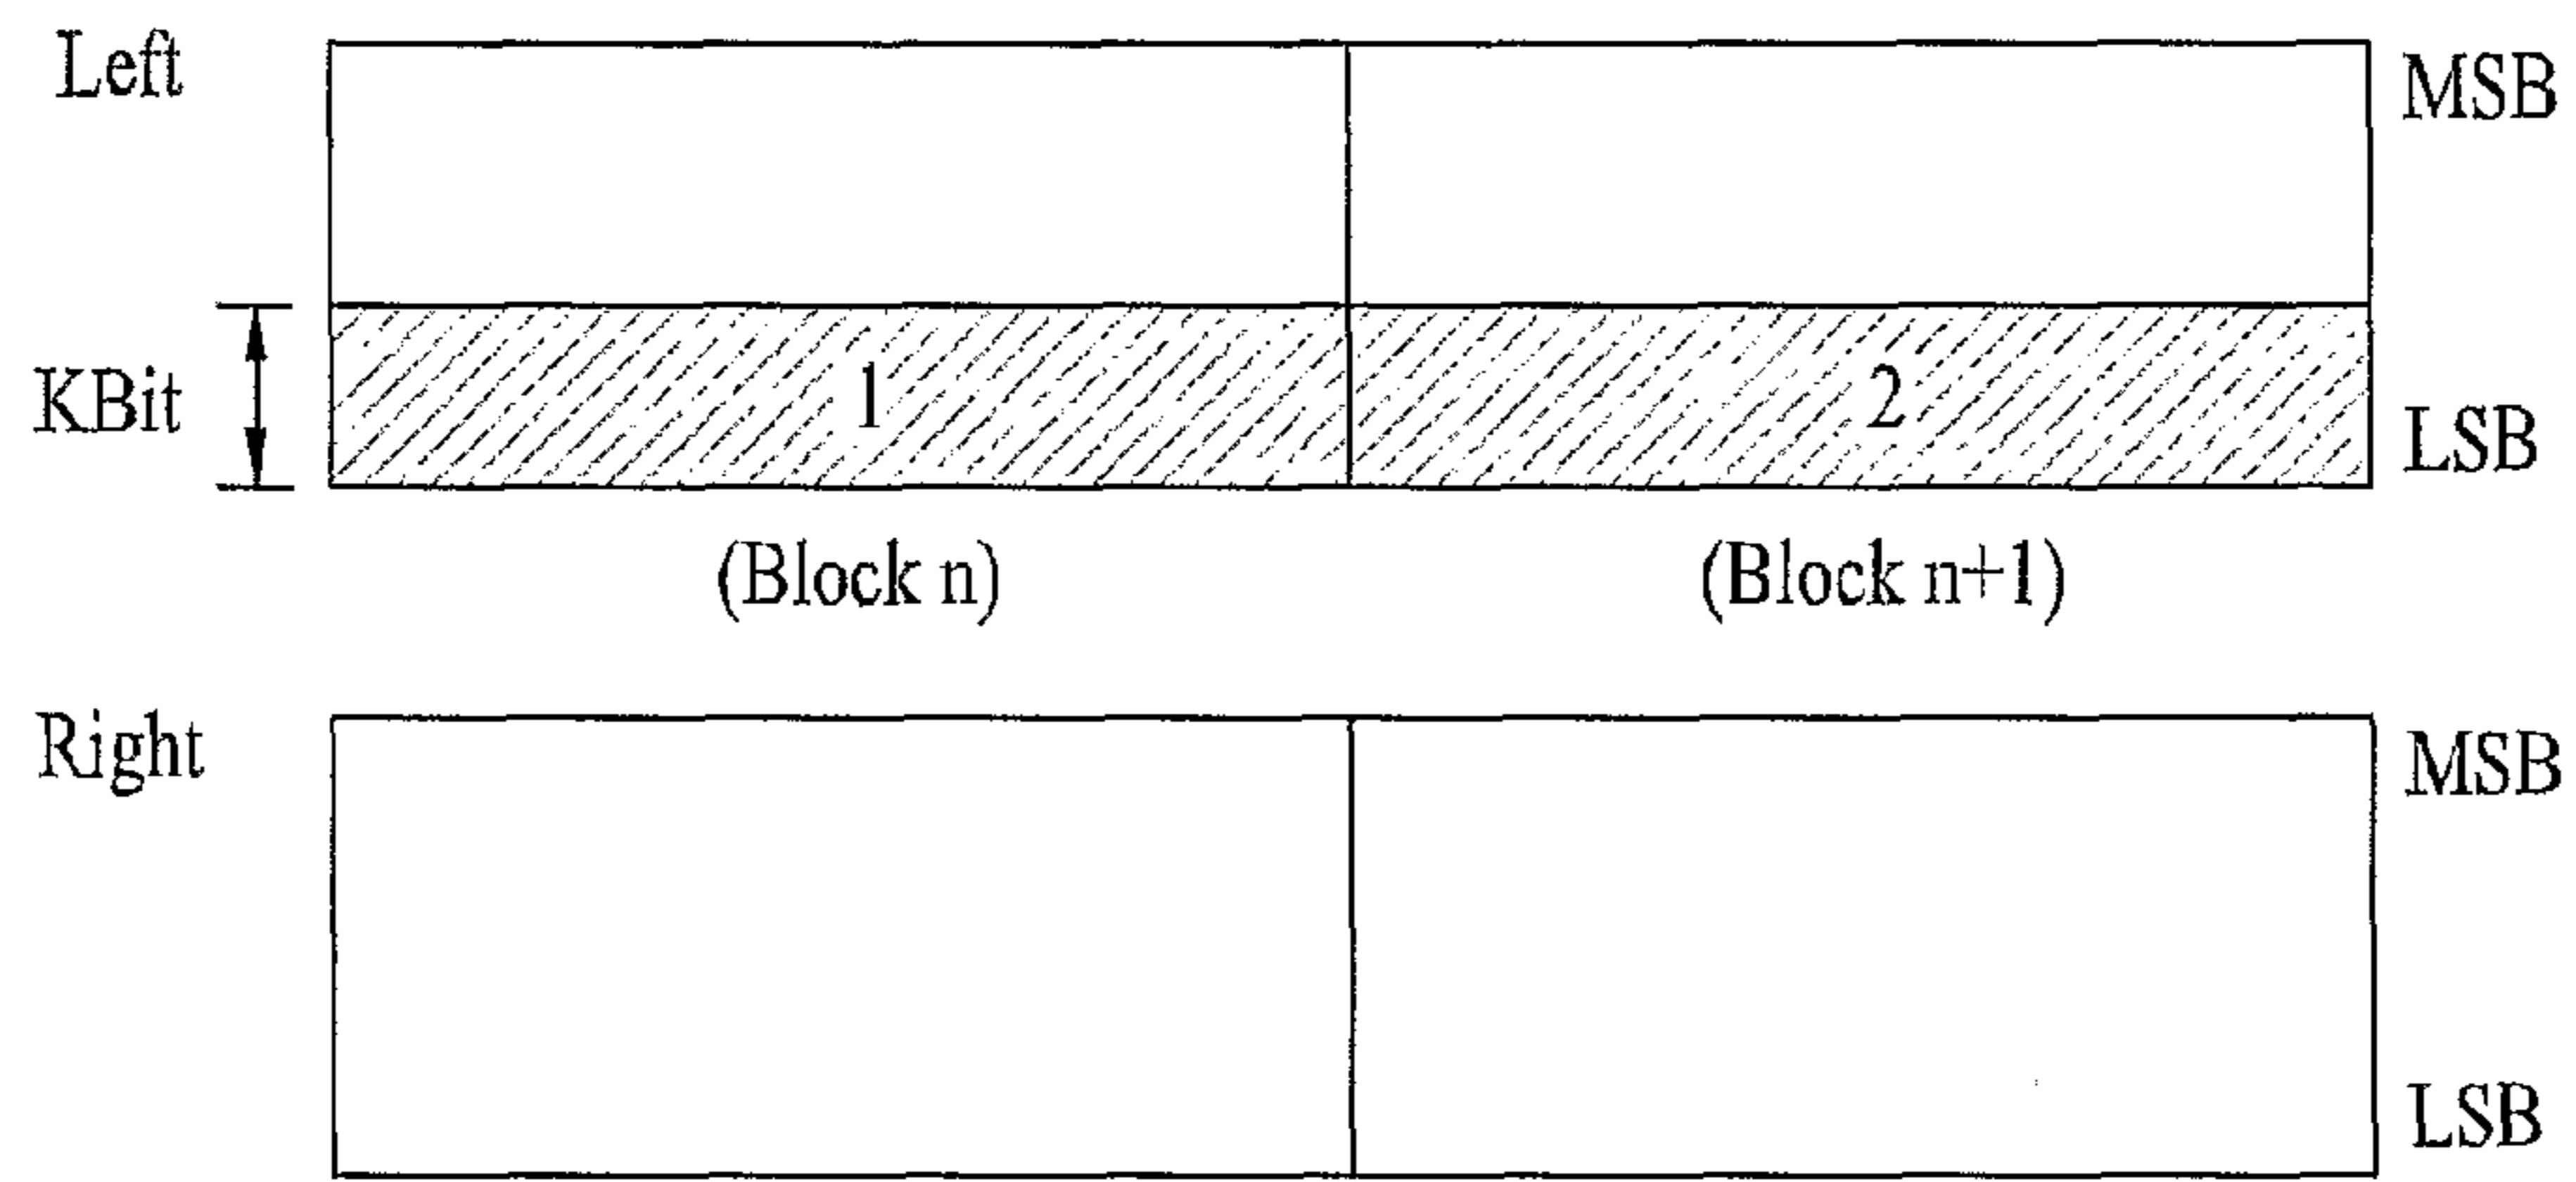 Left
MSB
KBit
1
2
LSB
(Block n)
(Block n+1)
Right
MSB
LSB